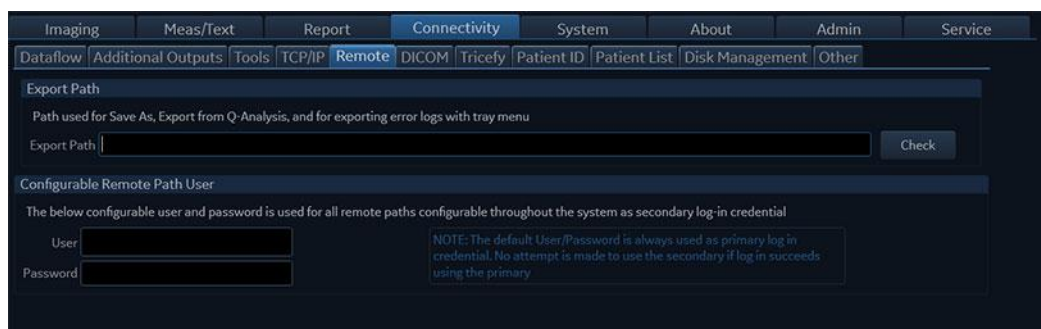 Imaging Meas/Text Report Connectivity System About Admin Service
Dataflow Additional Outputs Tools TCP/IP Remote DICOM Tricefy Patient ID Patient List Disk Management Other
Export Path
Path used for Save As, Export from Q-Analysis, and for exporting error logs with tray menu
Export Path Check
Configurable Remote Path User
The below configurable user and password is used for all remote paths configurable throughout the system as secondary log-in credential
User
NOTE: The default User/Password is always used as primary log in
credential. No attempt is made to use the secondary if log in succeeds
Password
using the primary